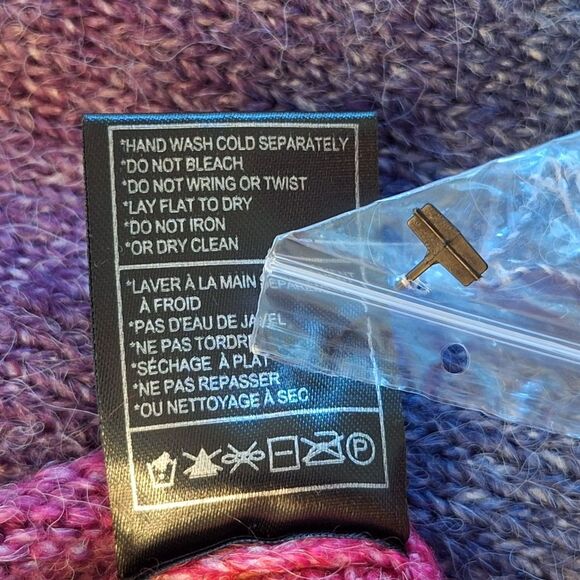 *HAND WASH COLD SEPARATELY
*DO NOT BLEACH
*DO NOT WRING OR TWIST
*LAY FLAT TO DRY
*DO NOT IRON
*OR DRY CLEAN
*LAVER À LA MAIN SÉPARÉMENT
À FROID
*PAS D'EAU DE JAVEL
*NE PAS TORDRE
*SÉCHAGE À PLAT
*NE PAS REPASSER
*OU NETTOYAGE À SEC
P